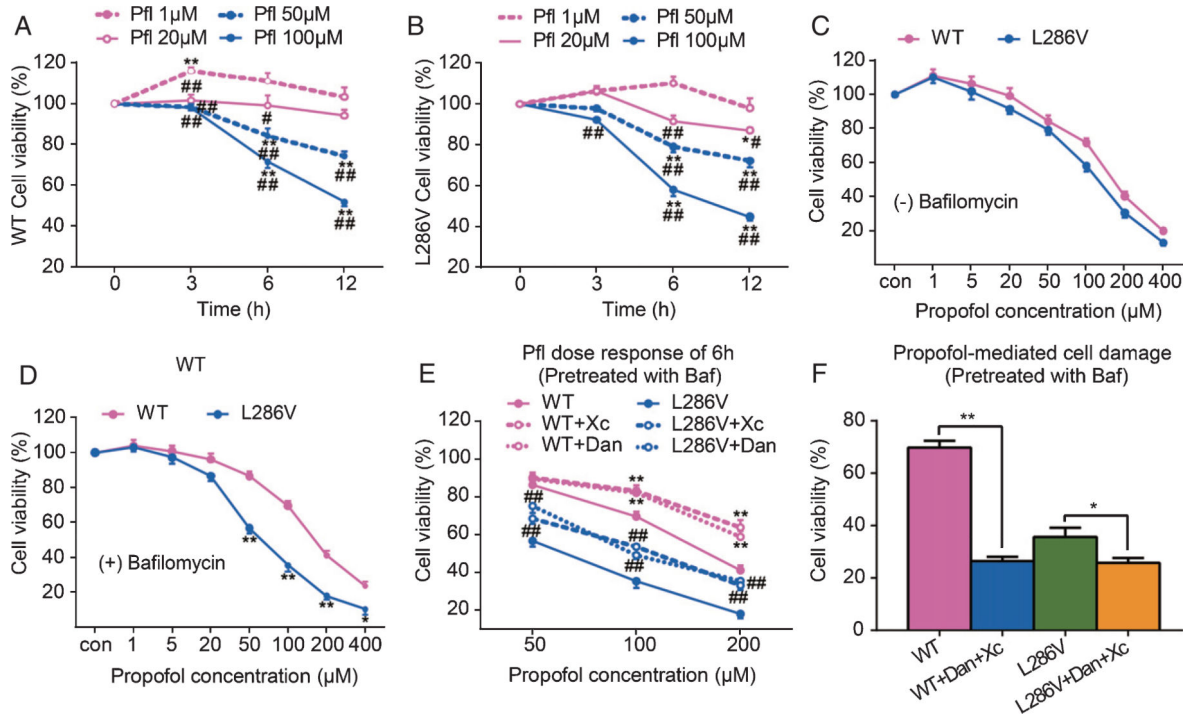 A
Pfl 1µM Pfl 50µM
Pfl 20µM Pfl 100µM
WT Cell viability (%)
120
100
80
60
40
20
** 
##
##
##
#
**
##
**
##
**
##
**
##
0 3 6 12
Time (h)
B
Pfl 1µM Pfl 50µM
Pfl 20µM Pfl 100µM
L286V Cell viability (%)
120
100
80
60
40
20
##
##
**
##
**
##
*#
**
##
**
##
0 3 6 12
Time (h)
C
WT L286V
Cell viability (%)
120
100
80
60
40
20
(-) Bafilomycin
con 1 5 20 50 100 200 400
Propofol concentration (µM)
D
WT
WT L286V
Cell viability (%)
120
100
80
60
40
20
(+) Bafilomycin
**
**
**
*
con 1 5 20 50 100 200 400
Propofol concentration (µM)
E
Pfl dose response of 6h
(Pretreated with Baf)
WT L286V
WT+Xc L286V+Xc
WT+Dan L286V+Dan
Cell viability (%)
120
100
80
60
40
20
##
##
**
**
##
##
**
**
##
##
50 100 200
Propofol concentration (µM)
F
Propofol-mediated cell damage
(Pretreated with Baf)
Cell viability (%)
80
60
40
20
0
**
*
WT
WT+Dan+Xc
L286V
L286V+Dan+Xc